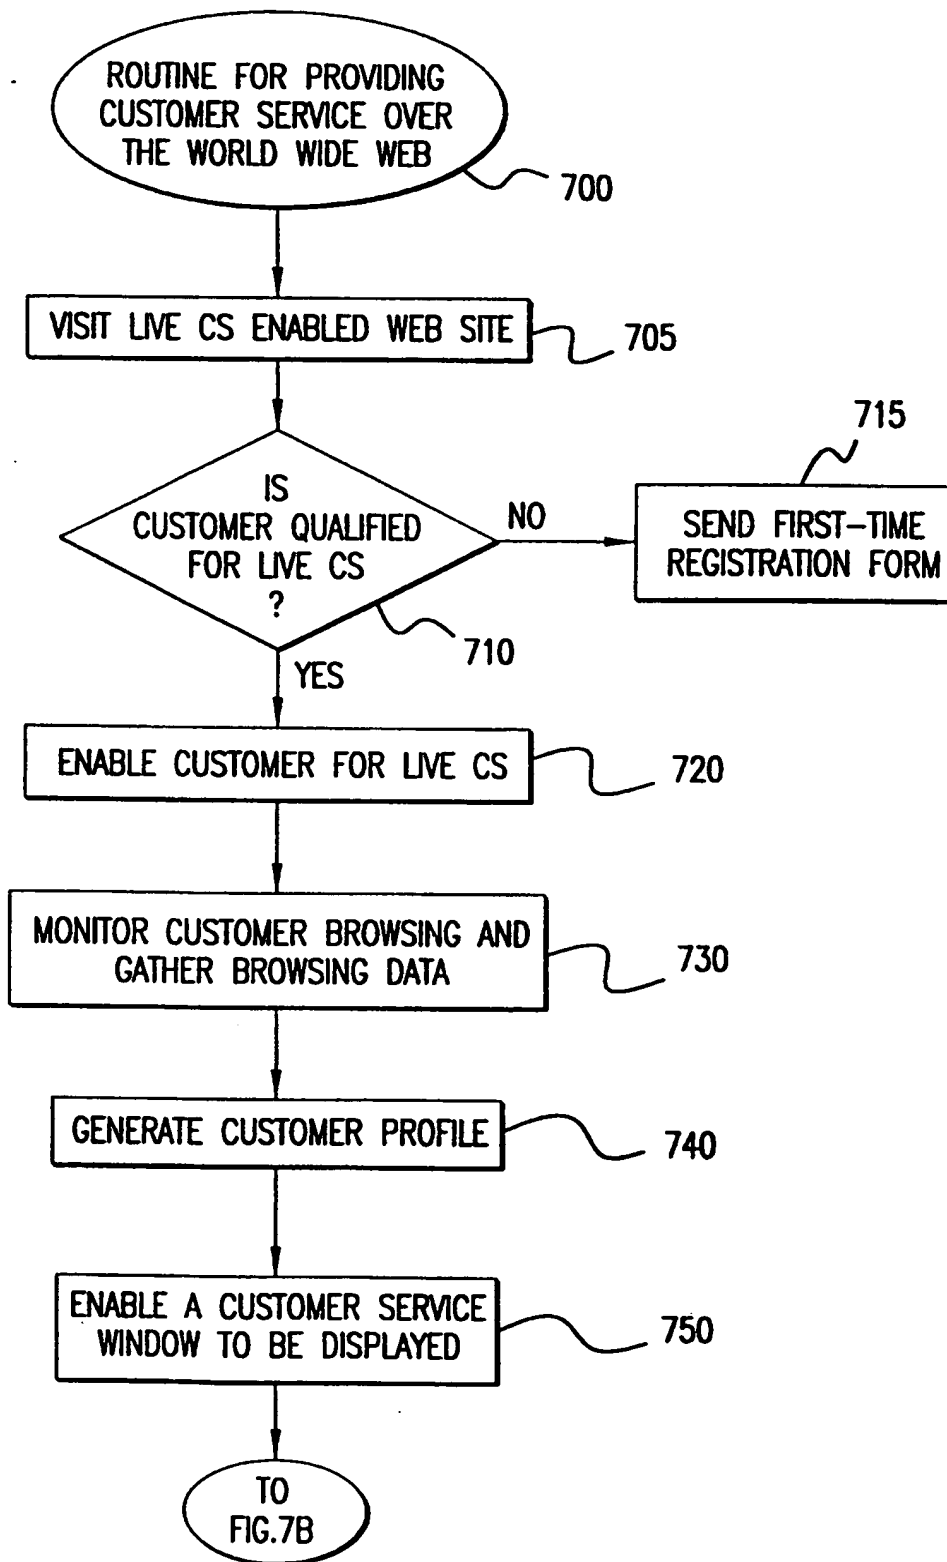 ROUTINE FOR PROVIDING
CUSTOMER SERVICE OVER
THE WORLD WIDE WEB
700
VISIT LIVE CS ENABLED WEB SITE
705
IS
CUSTOMER QUALIFIED
FOR LIVE CS
?
710
NO
715
SEND FIRST-TIME
REGISTRATION FORM
YES
ENABLE CUSTOMER FOR LIVE CS
720
MONITOR CUSTOMER BROWSING AND
GATHER BROWSING DATA
730
GENERATE CUSTOMER PROFILE
740
ENABLE A CUSTOMER SERVICE
WINDOW TO BE DISPLAYED
750
TO
FIG.7B